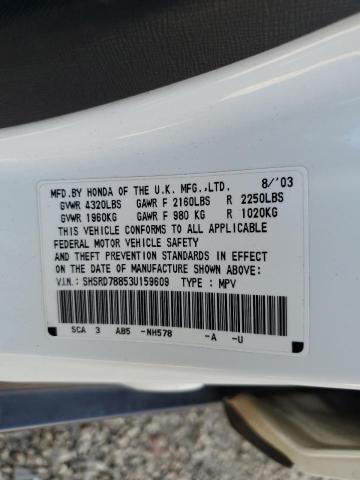 MFD.BY HONDA OF THE U.K. MFG.,LTD. 8/'03
GVWR 4320LBS GAWR F 2160LBS R 2250LBS
GVWR 1960KG GAWR F 980 KG R 1020KG
THIS VEHICLE CONFORMS TO ALL APPLICABLE
FEDERAL MOTOR VEHICLE SAFETY
AND THEFT PREVENTION STANDARDS IN EFFECT
ON THE DATE OF MANUFACTURE SHOWN ABOVE:
V.I.N.: SHSRD78853U159609 TYPE : MPV
SCA 3 AB5 -NH578 -A -U